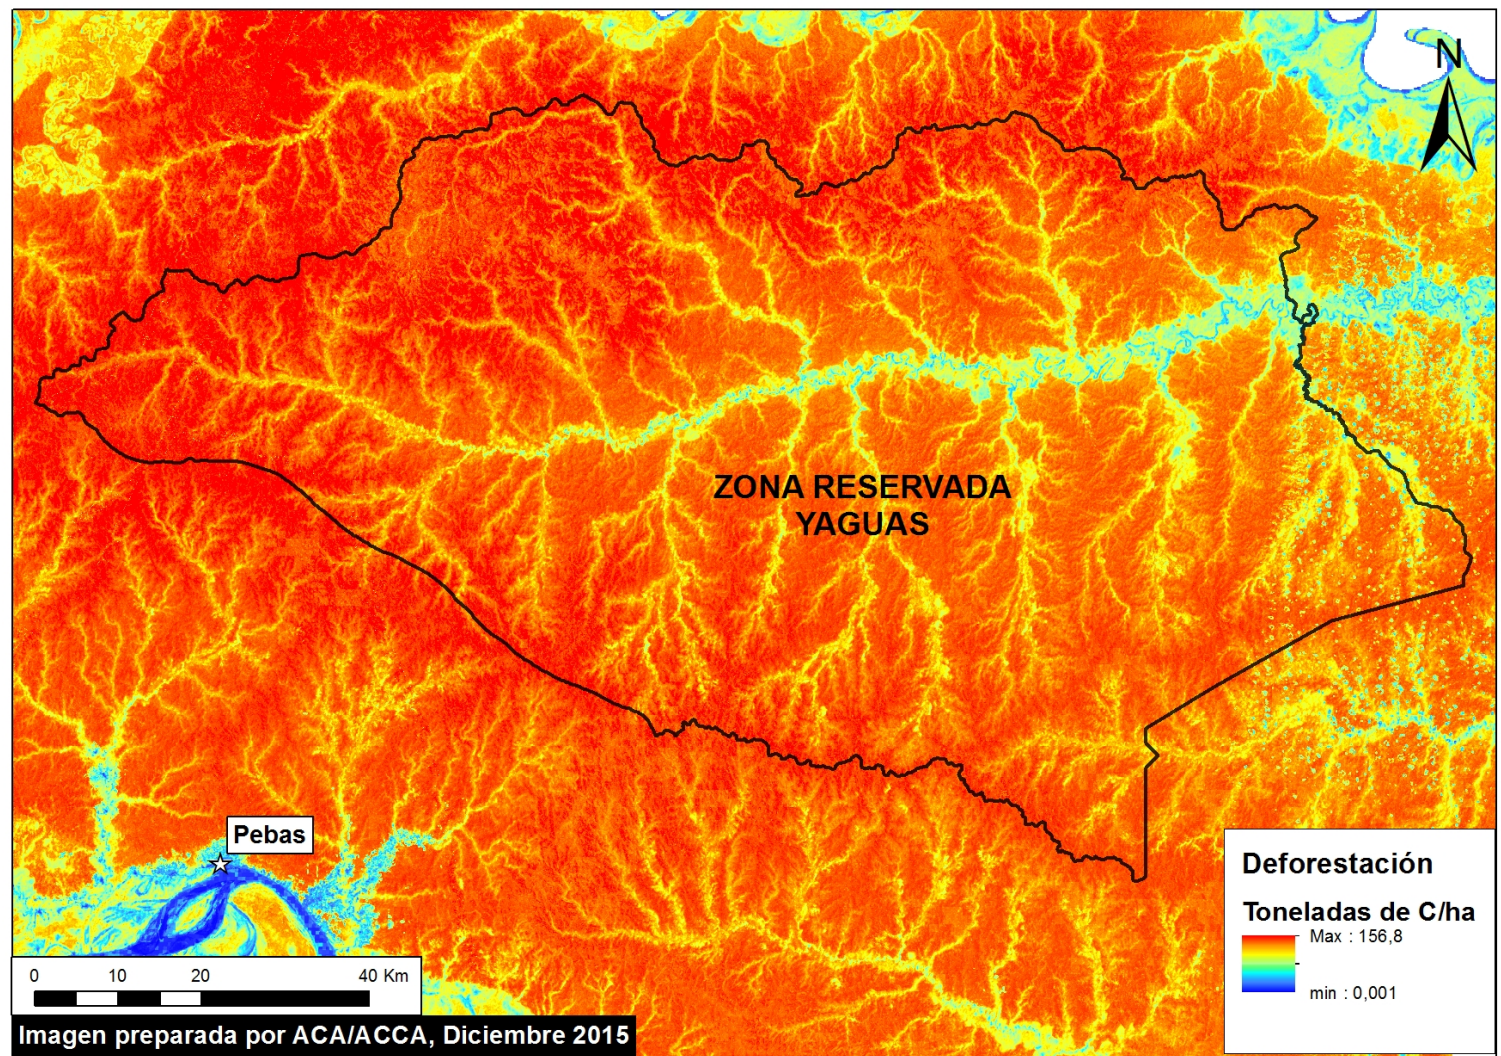 N
ZONA RESERVADA
YAGUAS
Pebas
Deforestación
Toneladas de C/ha
Max : 156,8
min : 0,001
0 10 20 40 Km
Imagen preparada por ACA/ACCA, Diciembre 2015